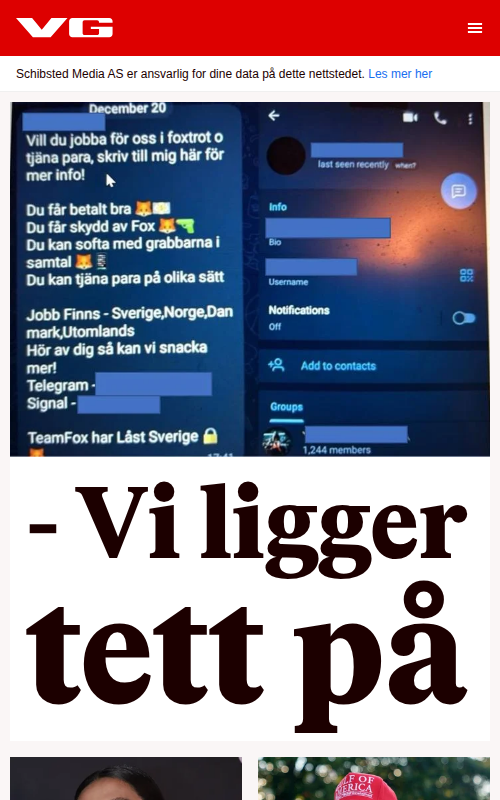 VG
Schibsted Media AS er ansvarlig for dine data på dette nettstedet. Les mer
December 20
Vill du jobba för oss i foxtrot o
tjäna para, skriv till mig här för
mer info!
Du får betalt bra 🦊💴
Du får skydd av Fox 🦊🔫
Du kan softa med grabbarna i
samtal 🦊
Du kan tjäna para på olika sätt
Jobb Finns - Sverige,Norge,Dan
mark,Utomlands
Hör av dig så kan vi snacka
mer!
Telegram -
Signal -
TeamFox har Låst Sverige 🔒
last seen recently when?
Info
Bio
Username
Notifications
Off
Add to contacts
Groups
1,244 members
- Vi ligger
tett på